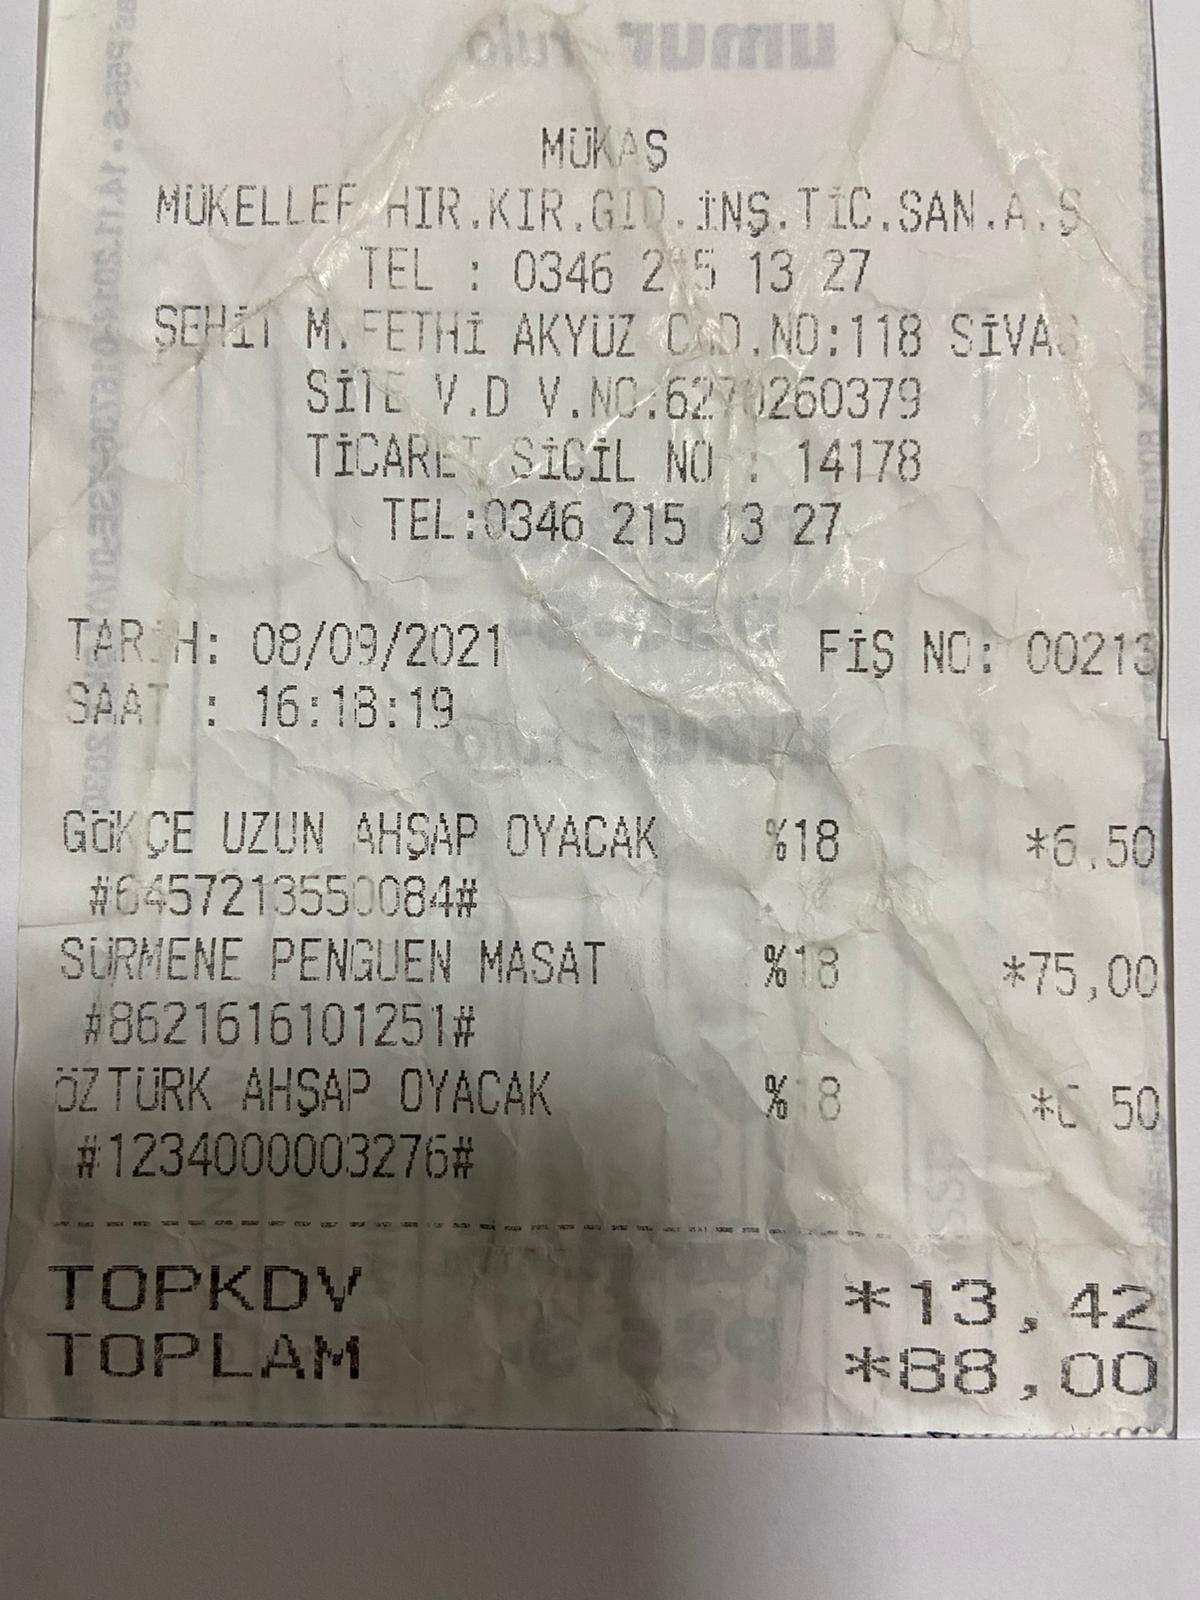 MÜKAŞ
MÜKELLEF HIR.KIR.GID.İNŞ.TİC.SAN.A.Ş
TEL : 0346 215 13 27
ŞEHİT M.FETHİ AKYÜZ CAD.NO:118 SİVAS
SİTE V.D V.NO:6270260379
TİCARET SİCİL NO : 14178
TEL:0346 215 13 27
TARİH: 08/09/2021 FİŞ NO: 00213
SAAT : 16:18:19
GÖKÇE UZUN AHŞAP OYACAK %18 *6,50
#6457213550084#
SÜRMENE PENGUEN MASAT %18 *75,00
#8621616101251#
ÖZTÜRK AHŞAP OYACAK %18 *6,50
#1234000003276#
TOPKDV *13,42
TOPLAM *88,00